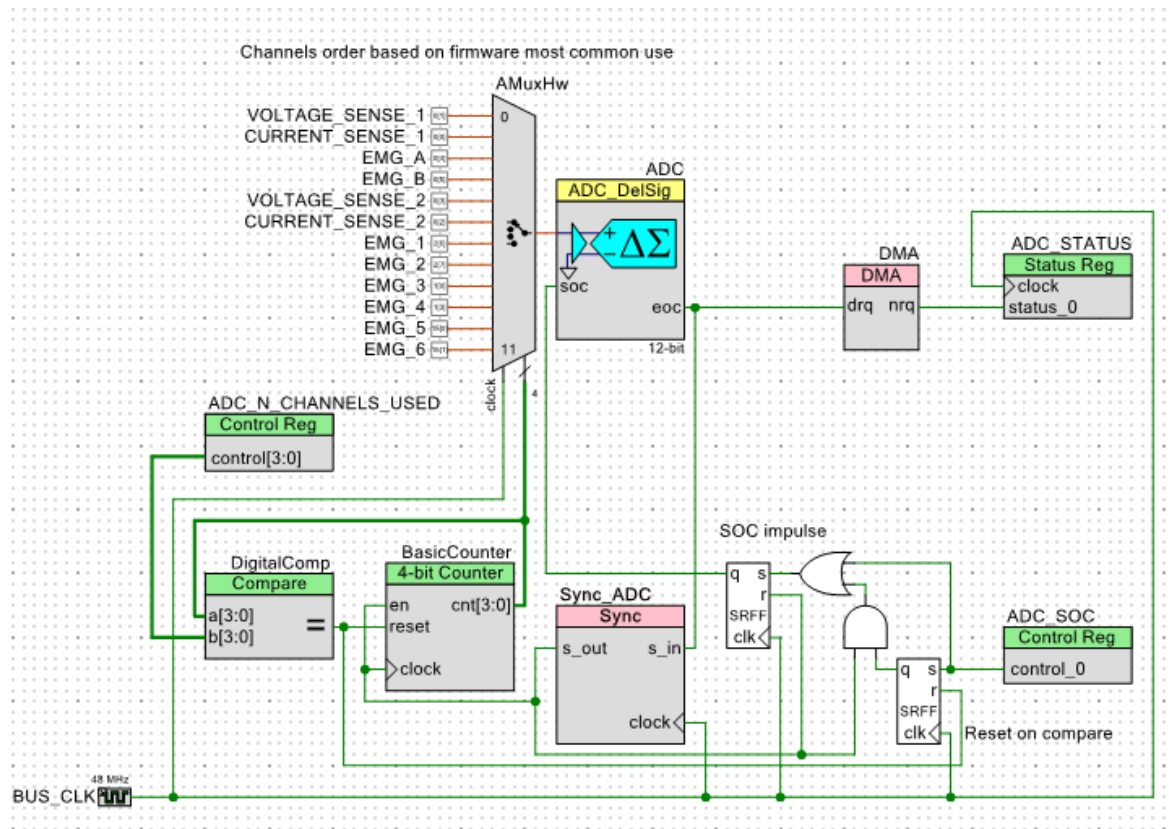 Channels order based on firmware most common use
AMuxHw
VOLTAGE_SENSE_1
CURRENT_SENSE_1
EMG_A
EMG_B
VOLTAGE_SENSE_2
CURRENT_SENSE_2
EMG_1
EMG_2
EMG_3
EMG_4
EMG_5
EMG_6
0
11
clock
4
ADC
ADC_DelSig
+
-
ΔΣ
soc
eoc
12-bit
DMA
DMA
drq nrq
ADC_STATUS
Status Reg
clock
status_0
ADC_N_CHANNELS_USED
Control Reg
control[3:0]
DigitalComp
Compare
a[3:0]
b[3:0]
=
BasicCounter
4-bit Counter
en cnt[3:0]
reset
clock
Sync_ADC
Sync
s_out s_in
clock
SOC impulse
q s
r
SRFF
clk
ADC_SOC
Control Reg
control_0
q s
r
SRFF
clk
Reset on compare
48 MHz
BUS_CLK